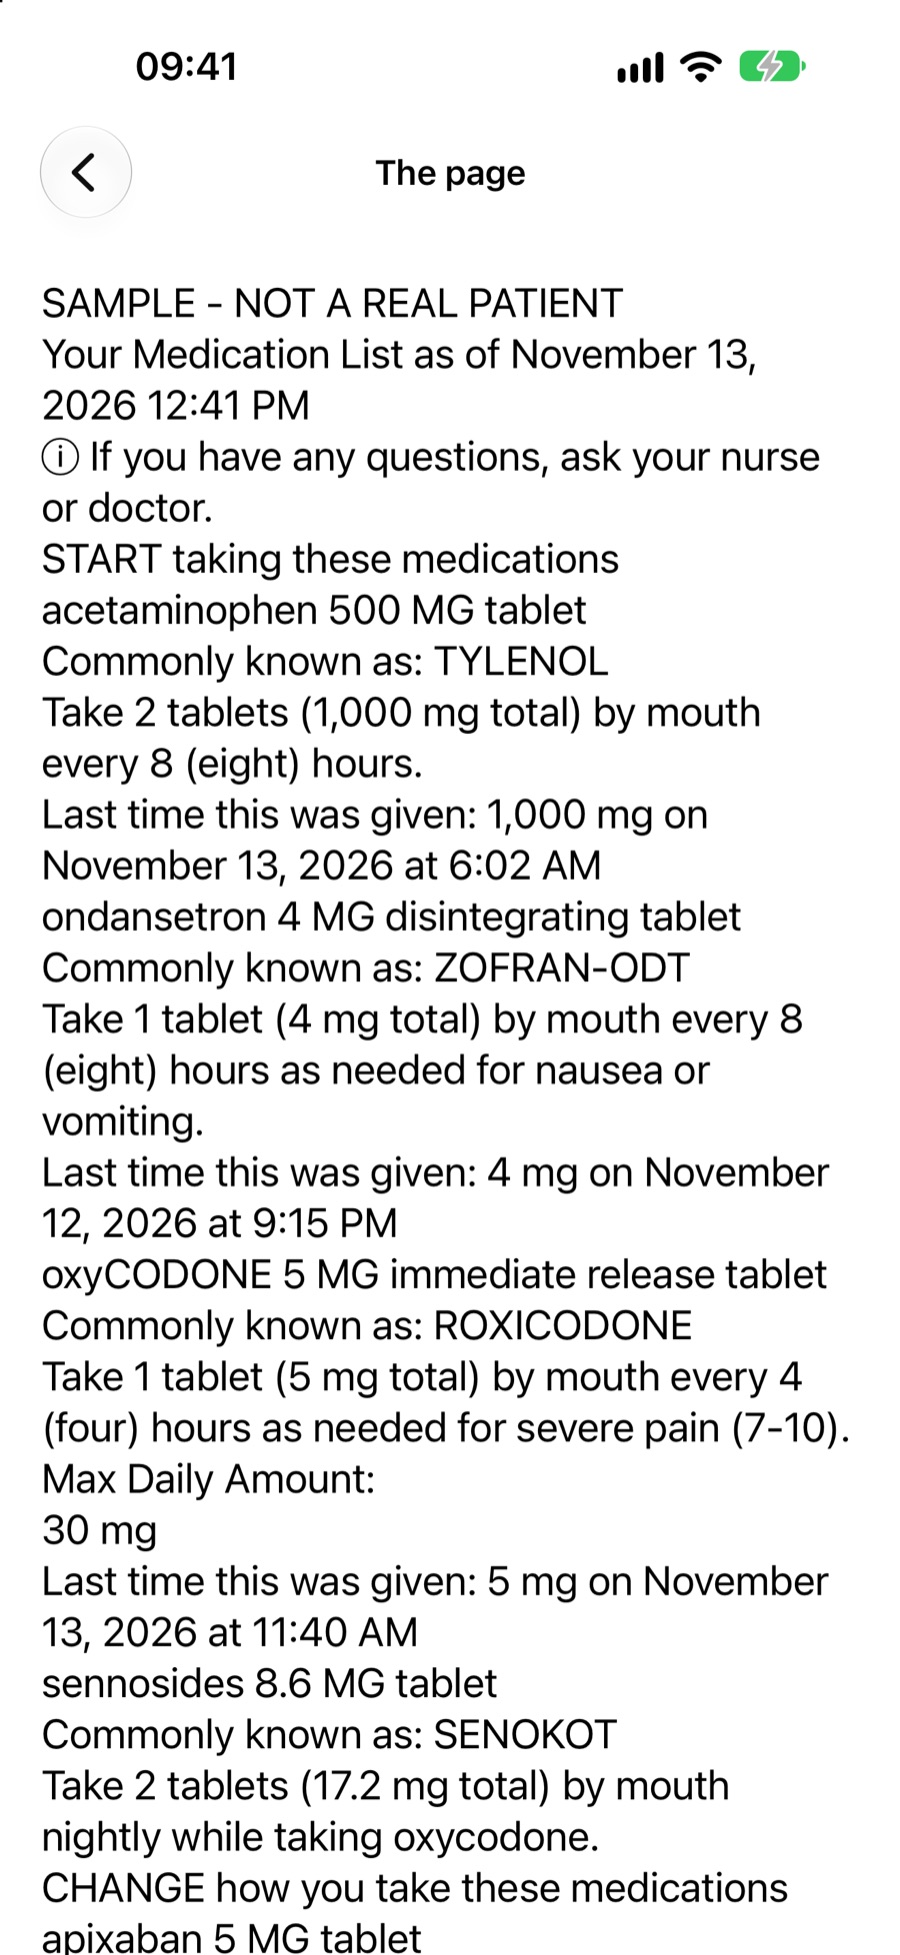 09:41
The page
SAMPLE - NOT A REAL PATIENT
Your Medication List as of November 13,
2026 12:41 PM
ⓘ If you have any questions, ask your nurse
or doctor.
START taking these medications
acetaminophen 500 MG tablet
Commonly known as: TYLENOL
Take 2 tablets (1,000 mg total) by mouth
every 8 (eight) hours.
Last time this was given: 1,000 mg on
November 13, 2026 at 6:02 AM
ondansetron 4 MG disintegrating tablet
Commonly known as: ZOFRAN-ODT
Take 1 tablet (4 mg total) by mouth every 8
(eight) hours as needed for nausea or
vomiting.
Last time this was given: 4 mg on November
12, 2026 at 9:15 PM
oxyCODONE 5 MG immediate release tablet
Commonly known as: ROXICODONE
Take 1 tablet (5 mg total) by mouth every 4
(four) hours as needed for severe pain (7-10).
Max Daily Amount:
30 mg
Last time this was given: 5 mg on November
13, 2026 at 11:40 AM
sennosides 8.6 MG tablet
Commonly known as: SENOKOT
Take 2 tablets (17.2 mg total) by mouth
nightly while taking oxycodone.
CHANGE how you take these medications
apixaban 5 MG tablet